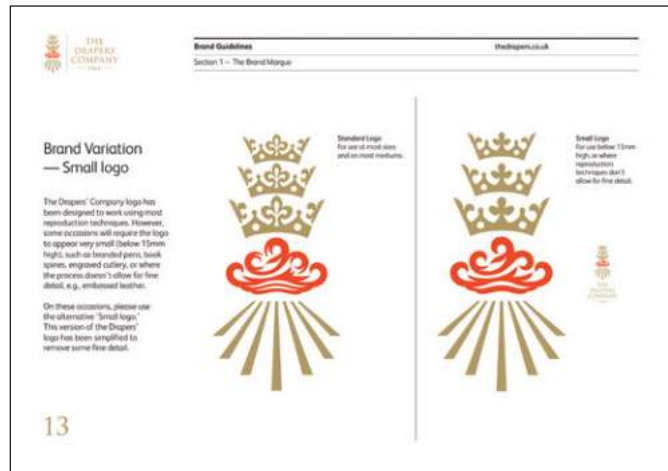 THE
DRAPERS'
COMPANY
Brand Guidelines
thedrapers.co.uk
Section 1 – The Brand Marque
Brand Variation
— Small logo
The Drapers' Company logo has
been designed to work using most
reproduction techniques. However,
some occasions will require the logo
to appear very small (below 15mm
high), such as branded pens, book
spines, engraved cutlery, or where
the process doesn't allow for fine
detail, e.g., embossed leather.
On these occasions, please use
the alternative 'Small logo.'
This version of the Drapers'
logo has been simplified to
remove some fine detail.
Standard Logo
For use at most sizes
and on most mediums.
Small Logo
For use below 15mm
high, or where
reproduction
techniques don't
allow for fine detail.
THE
DRAPERS'
COMPANY
13